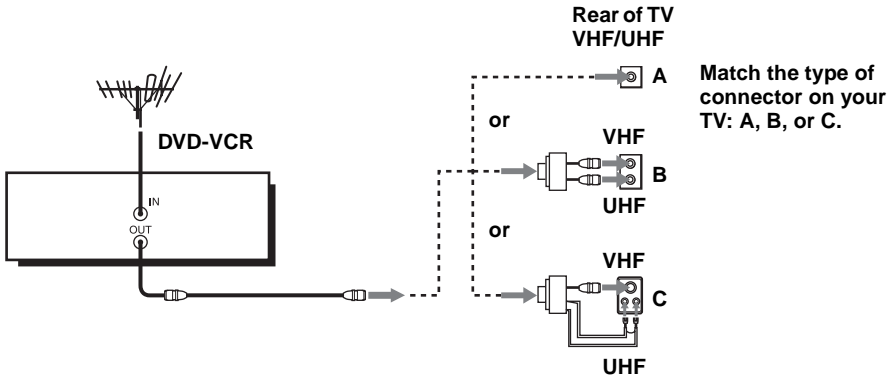 Rear of TV
VHF/UHF
A
Match the type of
connector on your
TV: A, B, or C.
or
DVD-VCR
VHF
B
UHF
IN
OUT
or
VHF
C
UHF